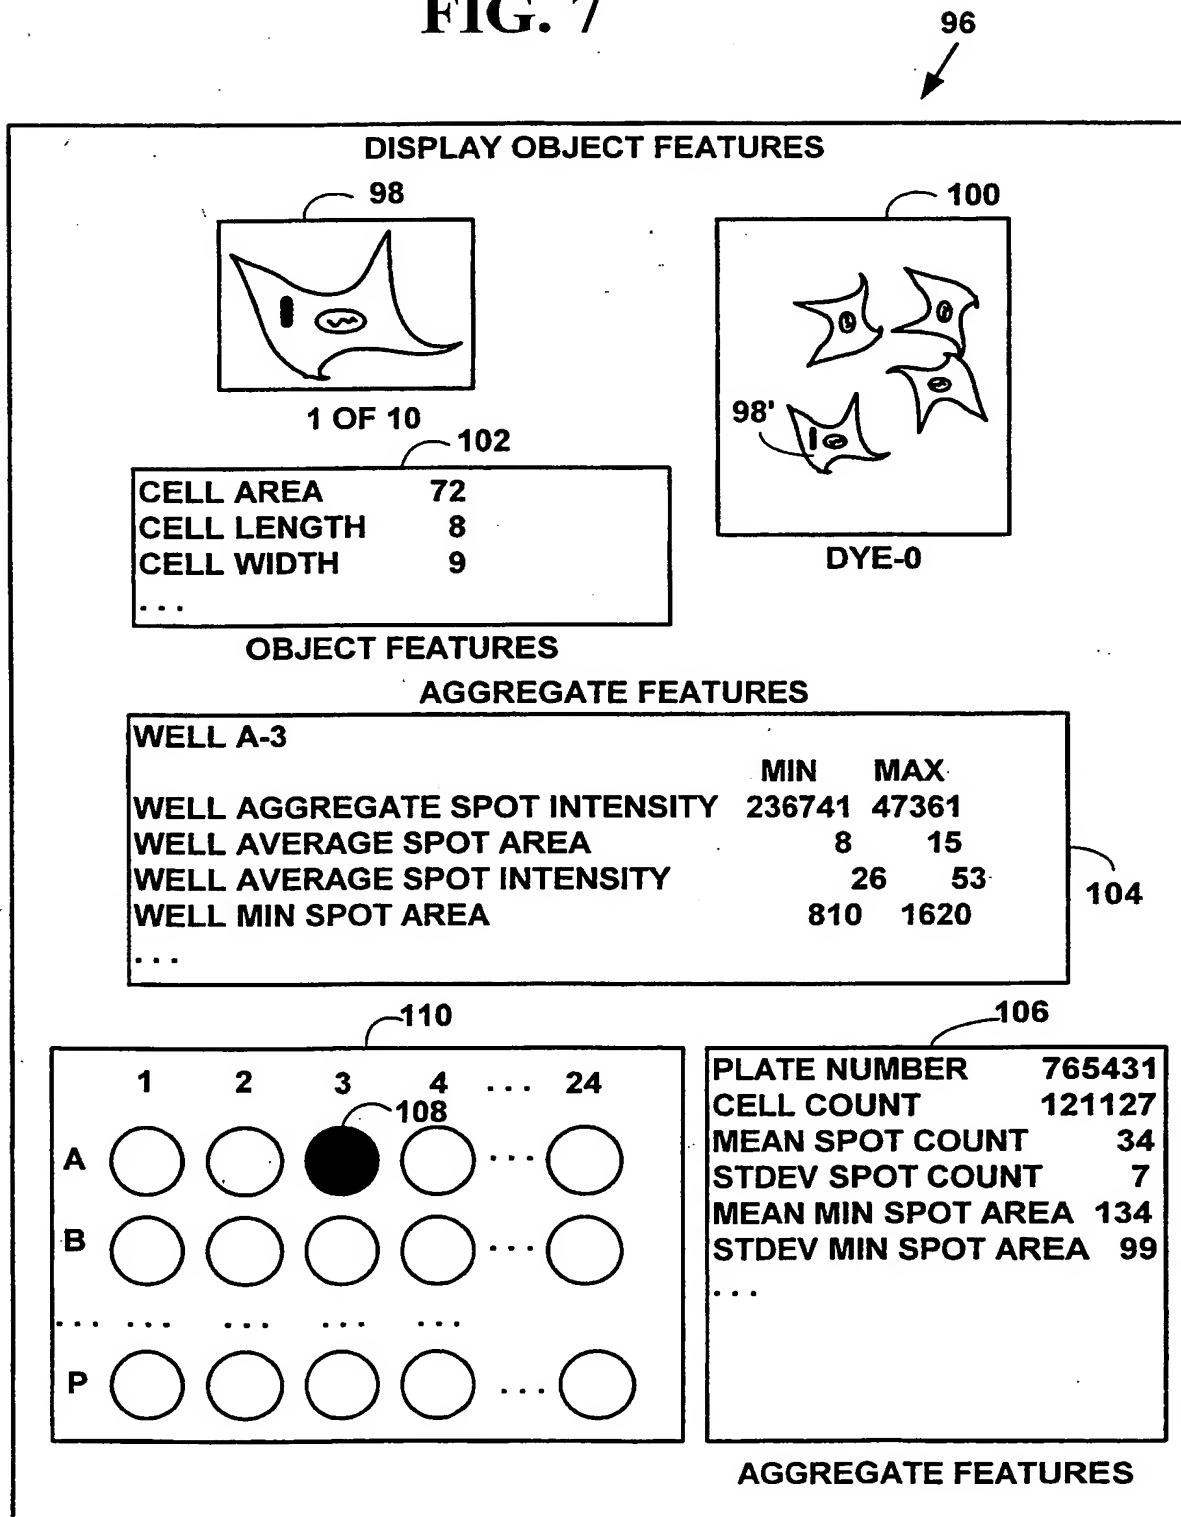 FIG. 7
96
DISPLAY OBJECT FEATURES
98
100
1 OF 10
98'
102
CELL AREA 72
CELL LENGTH 8
CELL WIDTH 9
...
DYE-0
OBJECT FEATURES
AGGREGATE FEATURES
WELL A-3
MIN MAX
WELL AGGREGATE SPOT INTENSITY 236741 47361
WELL AVERAGE SPOT AREA 8 15
WELL AVERAGE SPOT INTENSITY 26 53
WELL MIN SPOT AREA 810 1620
...
104
110
106
1 2 3 4 ... 24
108
A ...
B ...
... ... ... ... ...
P ...
PLATE NUMBER 765431
CELL COUNT 121127
MEAN SPOT COUNT 34
STDEV SPOT COUNT 7
MEAN MIN SPOT AREA 134
STDEV MIN SPOT AREA 99
...
AGGREGATE FEATURES